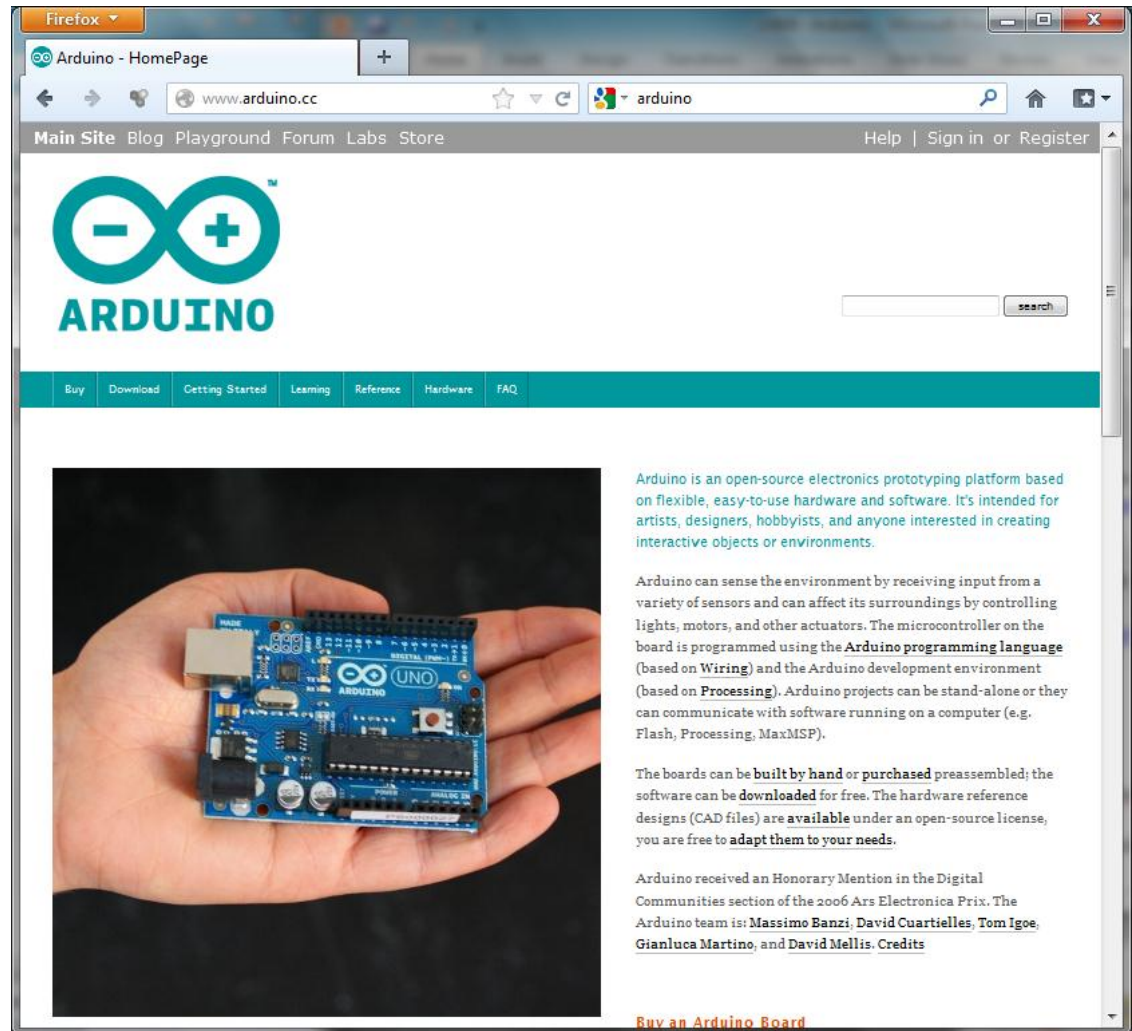 Firefox
Arduino - HomePage
www.arduino.cc
arduino
Main Site Blog Playground Forum Labs Store
Help | Sign in or Register
TM
ARDUINO
search
Buy Download Getting Started Learning Reference Hardware FAQ
Arduino is an open-source electronics prototyping platform based
on flexible, easy-to-use hardware and software. It's intended for
artists, designers, hobbyists, and anyone interested in creating
interactive objects or environments.
Arduino can sense the environment by receiving input from a
variety of sensors and can affect its surroundings by controlling
lights, motors, and other actuators. The microcontroller on the
board is programmed using the Arduino programming language
(based on Wiring) and the Arduino development environment
(based on Processing). Arduino projects can be stand-alone or they
can communicate with software running on a computer (e.g.
Flash, Processing, MaxMSP).
The boards can be built by hand or purchased preassembled; the
software can be downloaded for free. The hardware reference
designs (CAD files) are available under an open-source license,
you are free to adapt them to your needs.
Arduino received an Honorary Mention in the Digital
Communities section of the 2006 Ars Electronica Prix. The
Arduino team is: Massimo Banzi, David Cuartielles, Tom Igoe,
Gianluca Martino, and David Mellis. Credits
Buy an Arduino Board
MADE
DIGITAL (PWM~)
UNO
ARDUINO
POWER
ANALOG IN